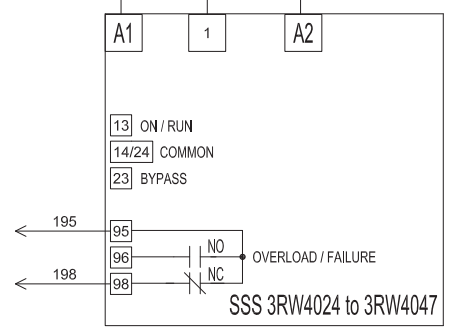 A1 1 A2
13 ON / RUN
14/24 COMMON
23 BYPASS
195 95
96 NO OVERLOAD / FAILURE
198 98 NC
SSS 3RW4024 to 3RW4047